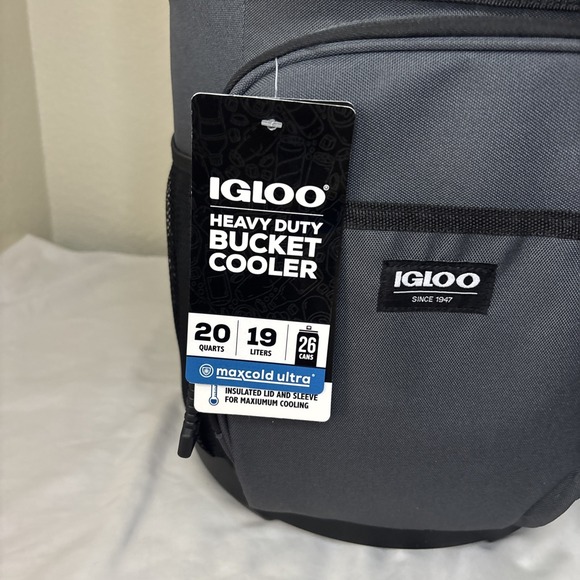 IGLOO®
HEAVY DUTY
BUCKET
COOLER
20 QUARTS
19 LITERS
26 CANS
maxcold ultra™
INSULATED LID AND SLEEVE
FOR MAXIUMUM COOLING
IGLOO
SINCE 1947